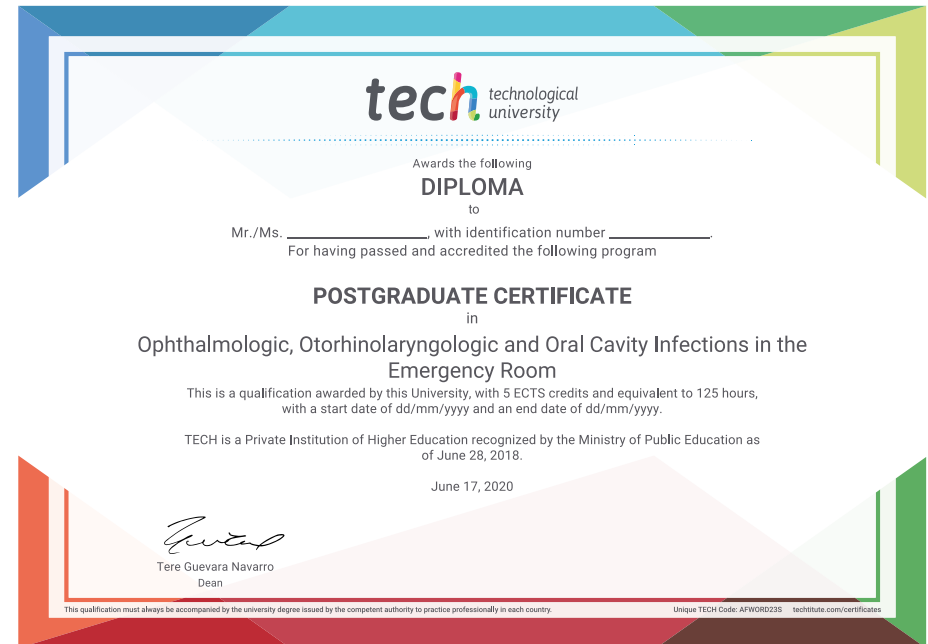 tech technological
university
Awards the following
DIPLOMA
to
Mr./Ms. ____________________, with identification number ______________.
For having passed and accredited the following program
POSTGRADUATE CERTIFICATE
in
Ophthalmologic, Otorhinolaryngologic and Oral Cavity Infections in the
Emergency Room
This is a qualification awarded by this University, with 5 ECTS credits and equivalent to 125 hours,
with a start date of dd/mm/yyyy and an end date of dd/mm/yyyy.
TECH is a Private Institution of Higher Education recognized by the Ministry of Public Education as
of June 28, 2018.
June 17, 2020
Tere Guevara Navarro
Dean
This qualification must always be accompanied by the university degree issued by the competent authority to practice professionally in each country. Unique TECH Code: AFWORD23S techtitute.com/certificates